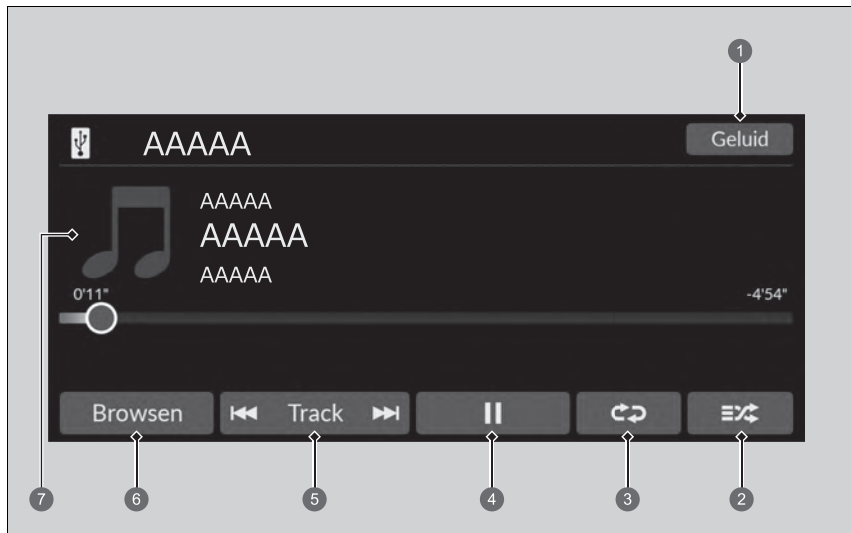 1
AAAAA
Geluid
AAAAA
AAAAA
AAAAA
7
0'11"
-4'54"
Browsen
Track
6
5
4
3
2